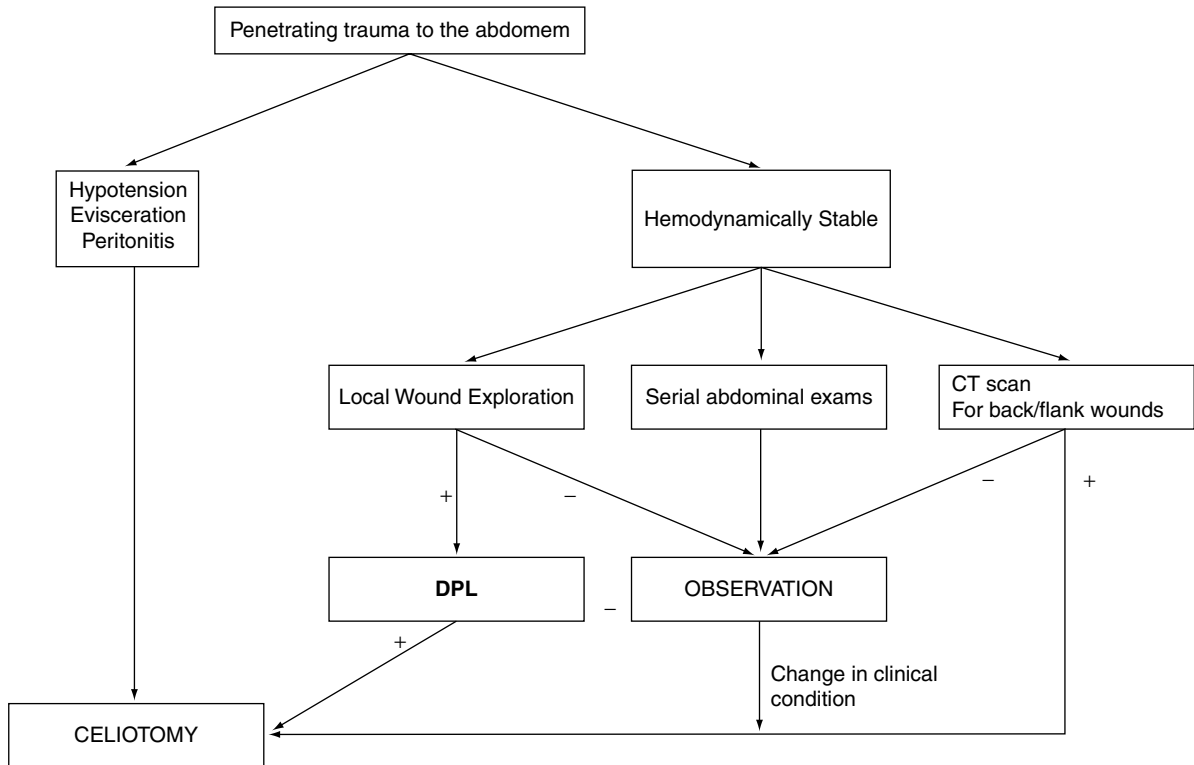 Penetrating trauma to the abdomem
Hypotension
Evisceration
Peritonitis
Hemodynamically Stable
Local Wound Exploration
Serial abdominal exams
CT scan
For back/flank wounds
+
−
−
+
DPL
−
OBSERVATION
+
Change in clinical
condition
CELIOTOMY